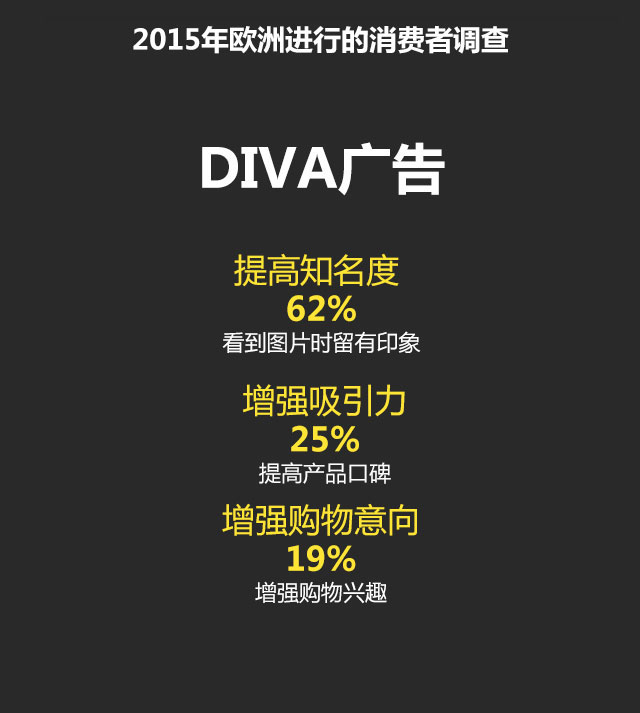 2015年欧洲进行的消费者调查
DIVA广告
提高知名度
62%
看到图片时留有印象
增强吸引力
25%
提高产品口碑
增强购物意向
19%
增强购物兴趣